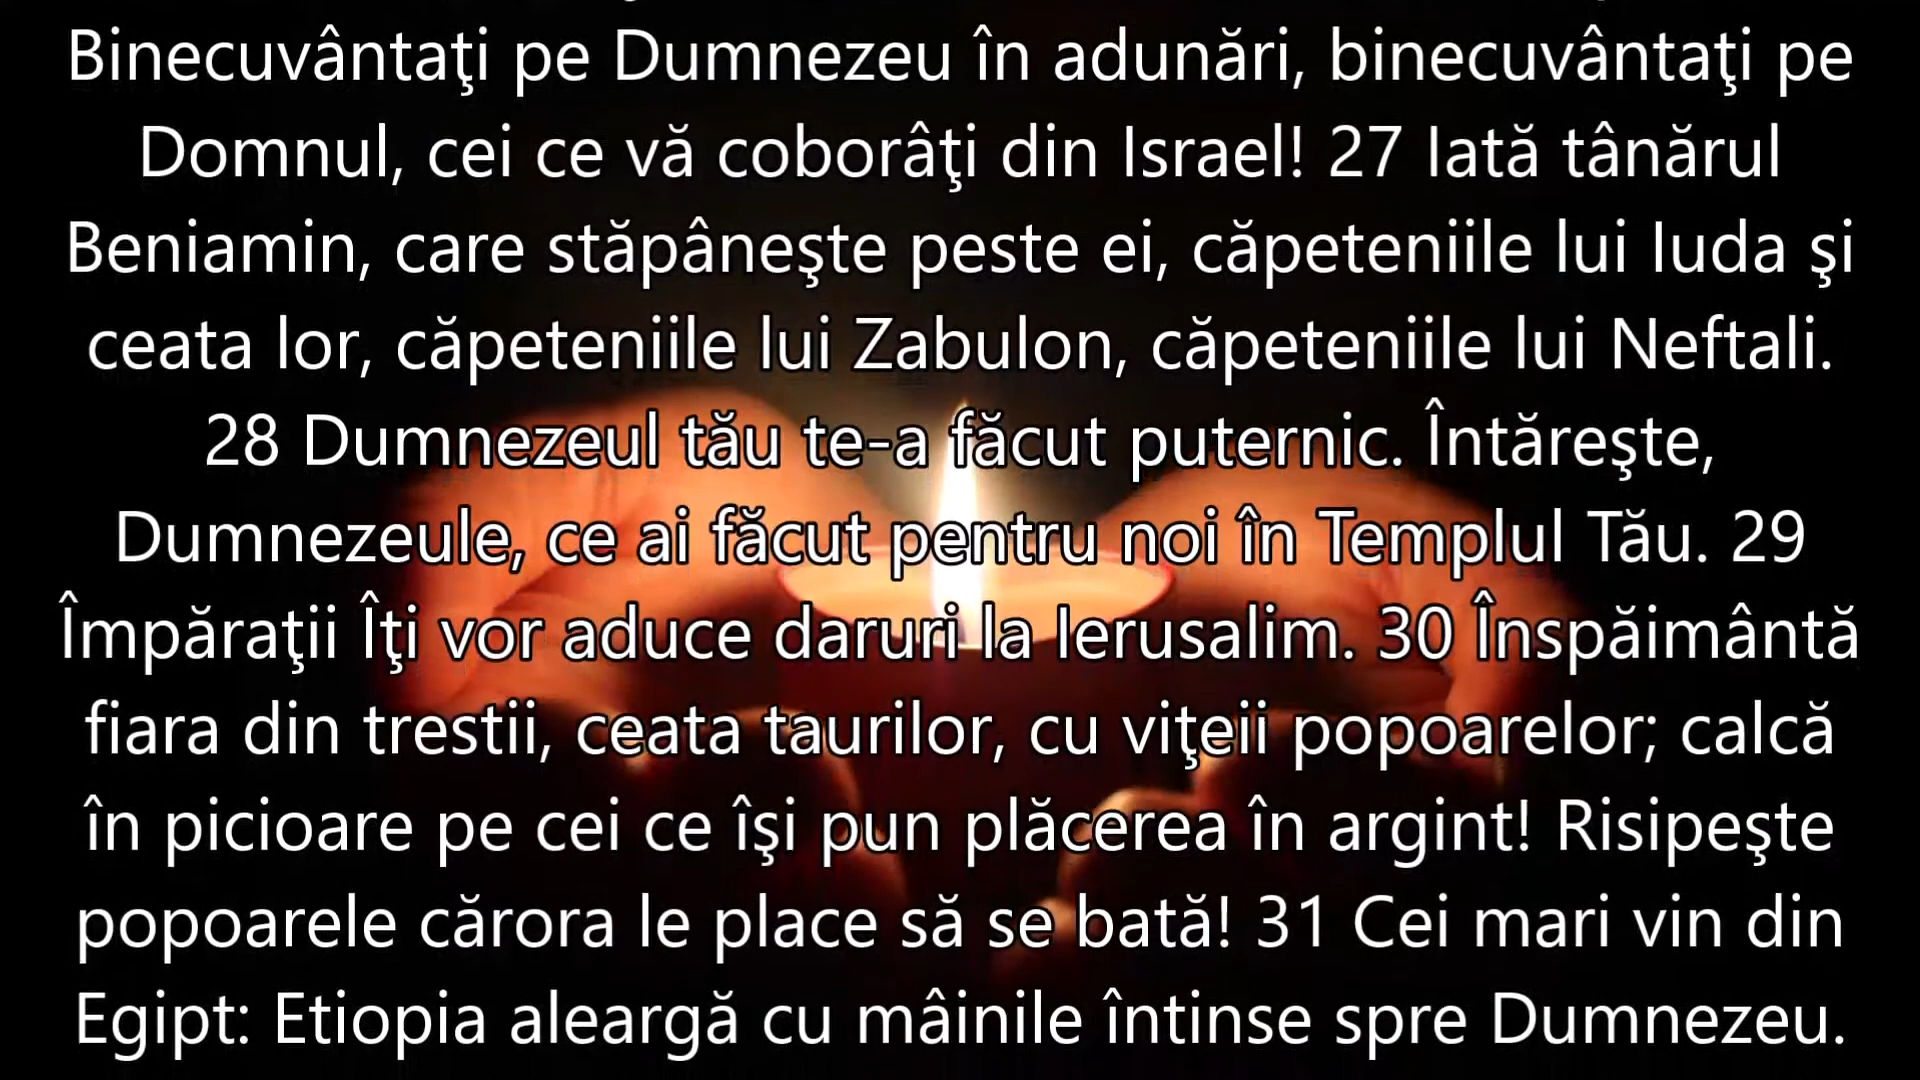 Binecuvântaţi pe Dumnezeu în adunări, binecuvântaţi pe
Domnul, cei ce vă coborâţi din Israel! 27 Iată tânărul
Beniamin, care stăpâneşte peste ei, căpeteniile lui Iuda şi
ceata lor, căpeteniile lui Zabulon, căpeteniile lui Neftali.
28 Dumnezeul tău te-a făcut puternic. Întăreşte,
Dumnezeule, ce ai făcut pentru noi în Templul Tău. 29
Împăraţii Îţi vor aduce daruri la Ierusalim. 30 Înspăimântă
fiara din trestii, ceata taurilor, cu viţeii popoarelor; calcă
în picioare pe cei ce îşi pun plăcerea în argint! Risipeşte
popoarele cărora le place să se bată! 31 Cei mari vin din
Egipt: Etiopia aleargă cu mâinile întinse spre Dumnezeu.